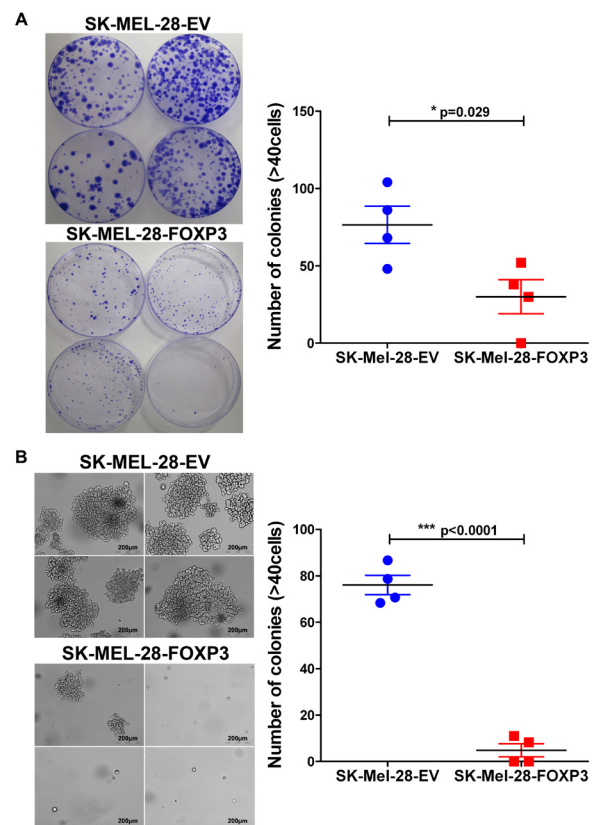 A
SK-MEL-28-EV
SK-MEL-28-FOXP3
Number of colonies (>40cells)
150
100
50
0
* p=0.029
SK-Mel-28-EV
SK-Mel-28-FOXP3
B
SK-MEL-28-EV
200µm
200µm
200µm
200µm
SK-MEL-28-FOXP3
200µm
200µm
200µm
200µm
Number of colonies (>40cells)
100
80
60
40
20
0
*** p<0.0001
SK-Mel-28-EV
SK-Mel-28-FOXP3